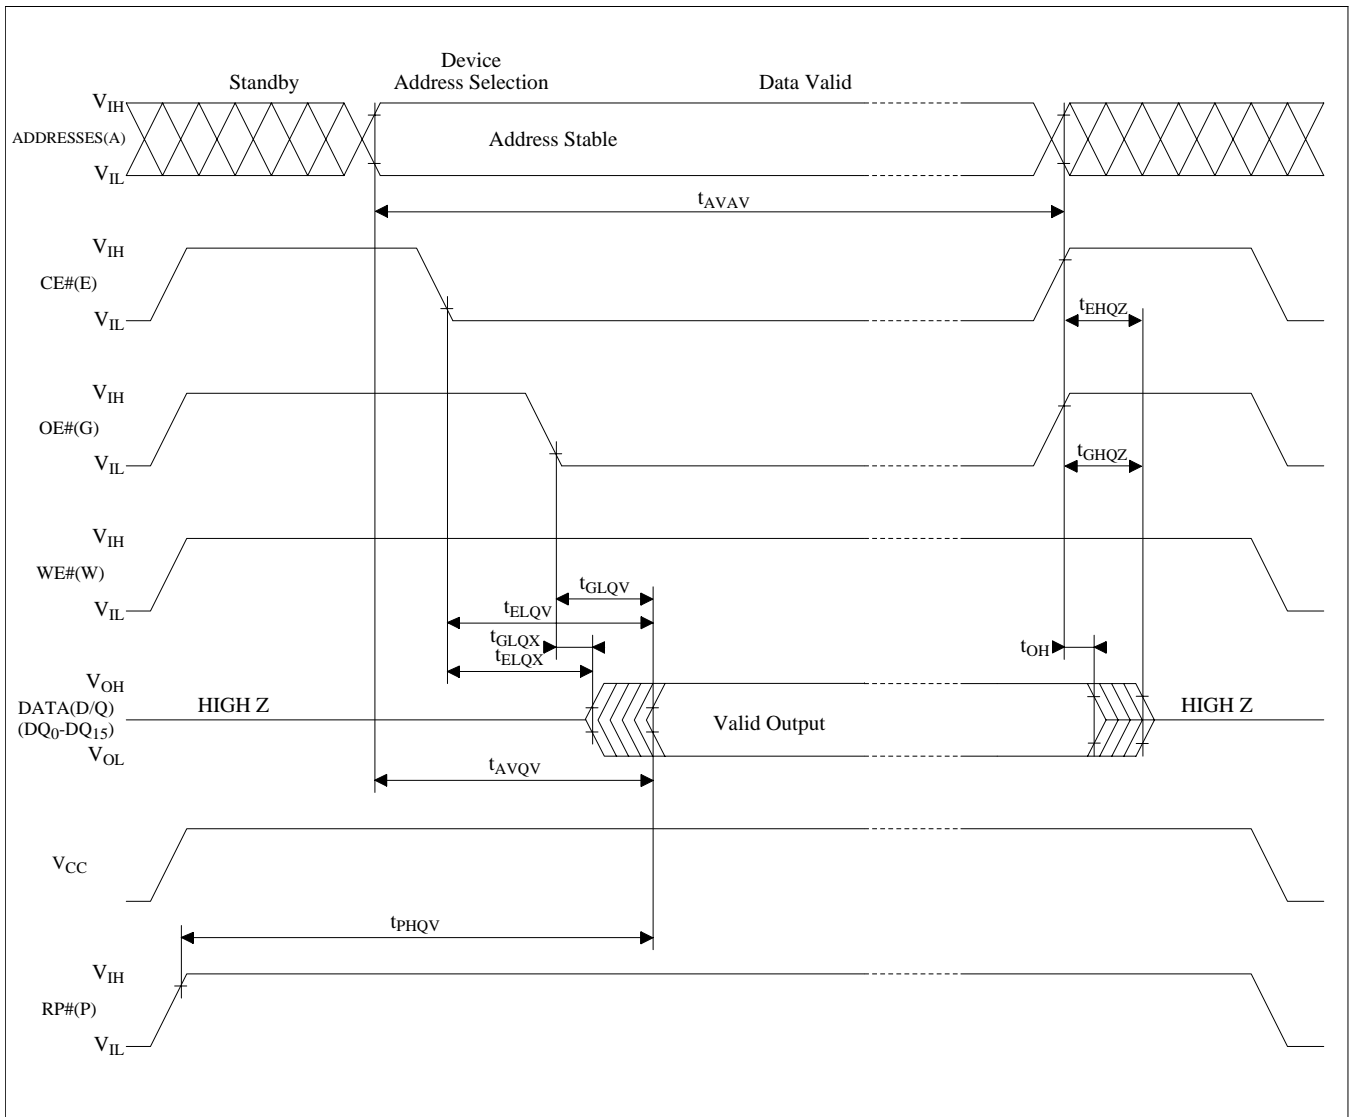 Device
Standby Address Selection Data Valid
VIH
ADDRESSES(A) Address Stable
VIL
tAVAV
VIH
CE#(E)
tEHQZ
VIL
VIH
OE#(G)
tGHQZ
VIL
VIH
WE#(W)
tGLQV
VIL
tELQV
tGLQX
tOH
tELQX
VOH
DATA(D/Q) HIGH Z Valid Output HIGH Z
(DQ0-DQ15)
VOL
tAVQV
VCC
tPHQV
VIH
RP#(P)
VIL